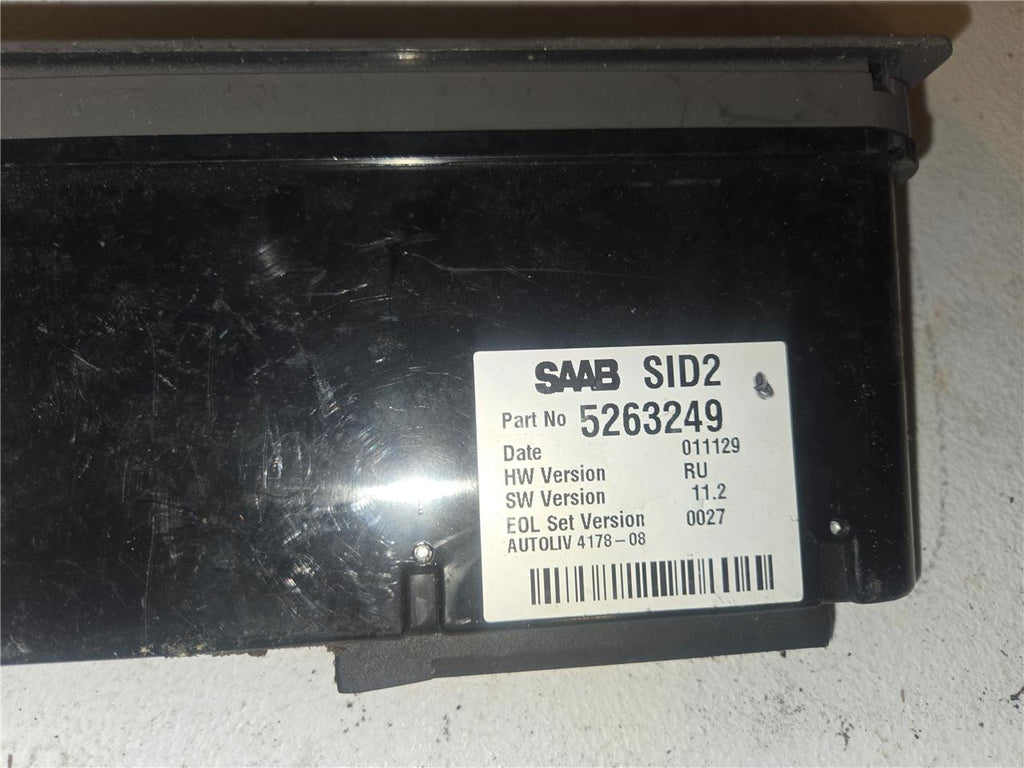 SAAB SID2
Part No 5263249
Date 011129
HW Version RU
SW Version 11.2
EOL Set Version 0027
AUTOLIV 4178-08